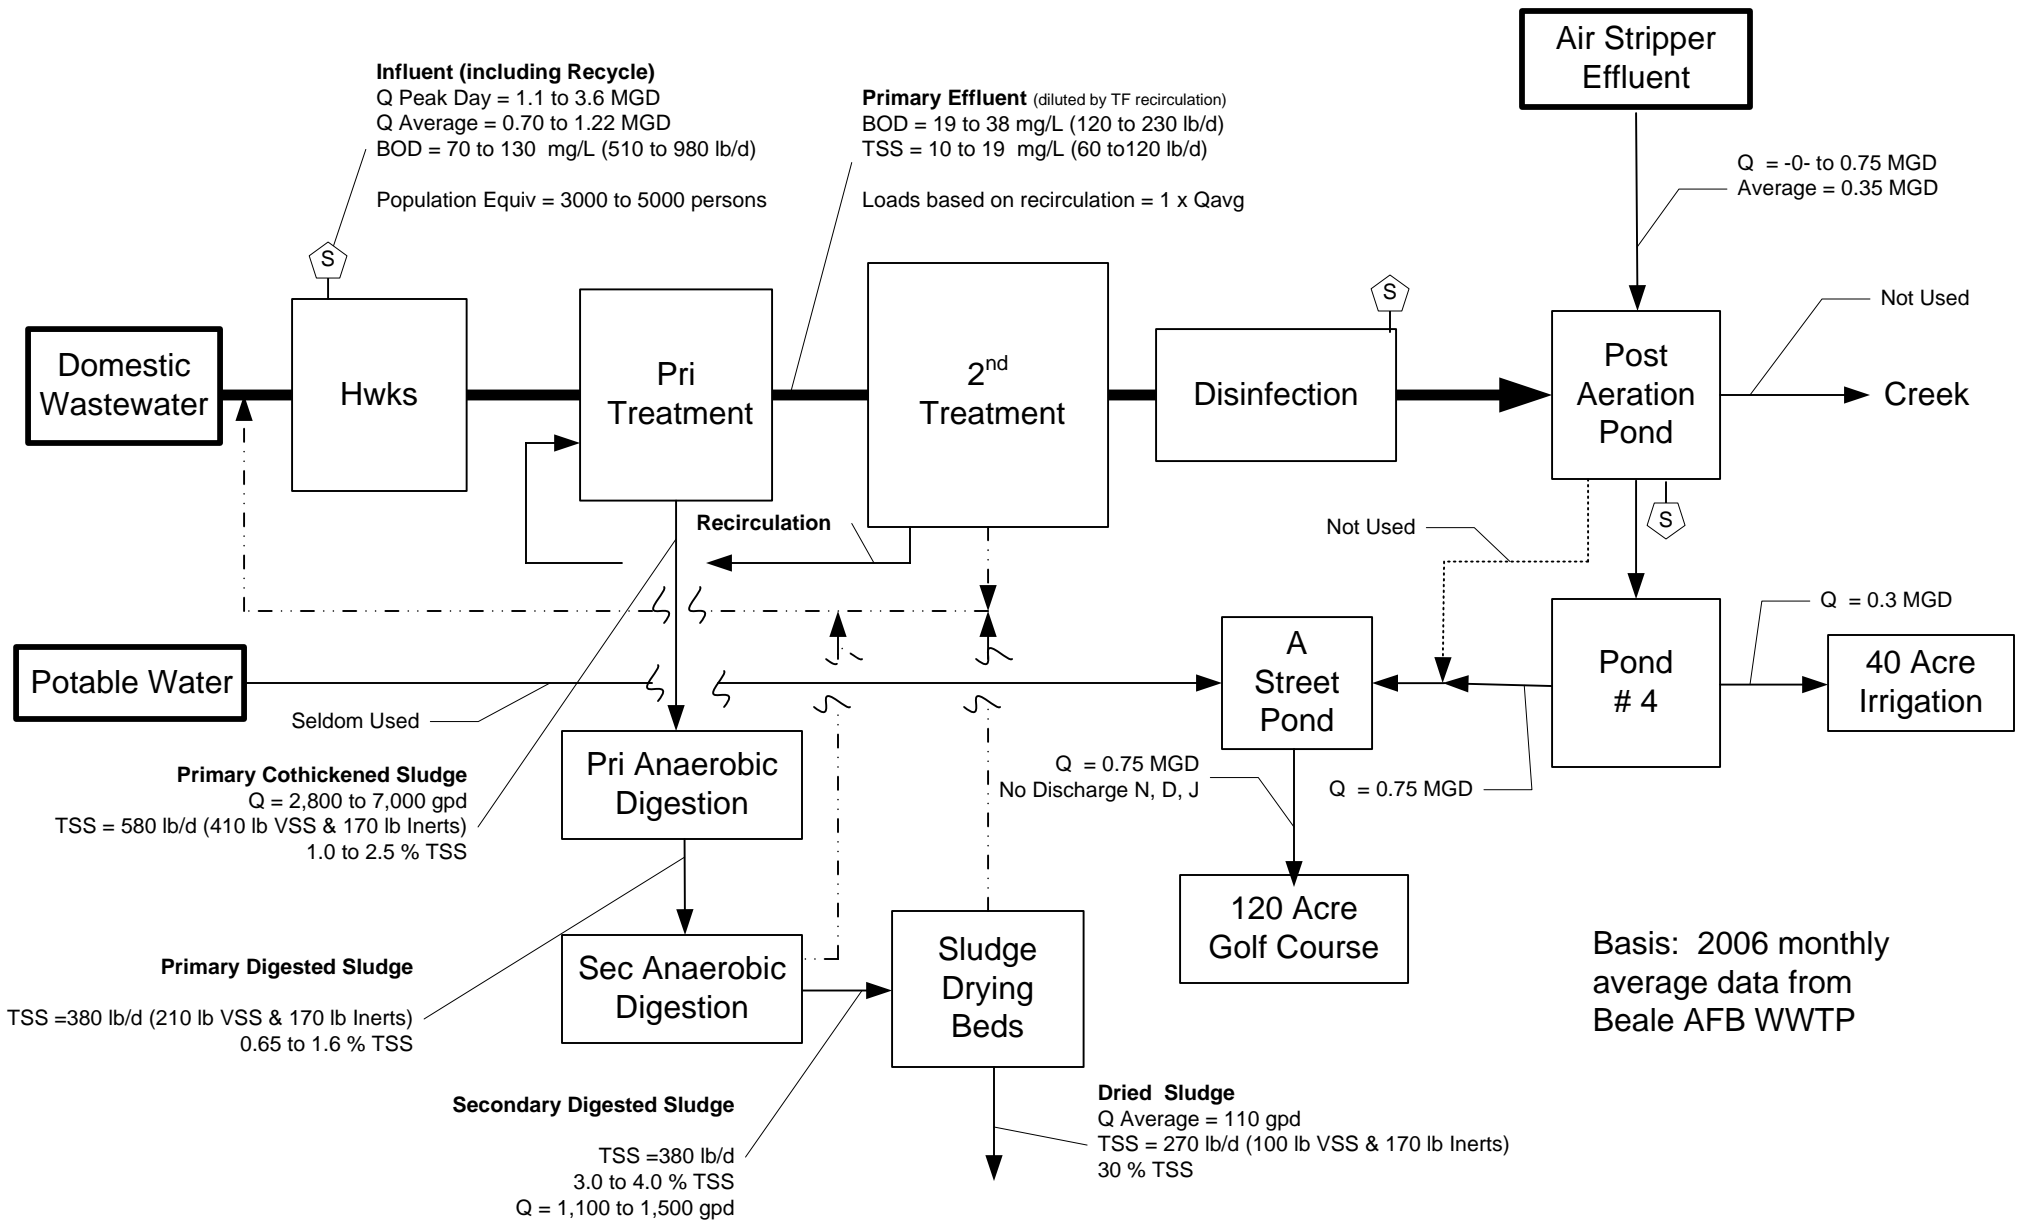 Air Stripper
Effluent
Influent (including Recycle)
Q Peak Day = 1.1 to 3.6 MGD
Q Average = 0.70 to 1.22 MGD
BOD = 70 to 130 mg/L (510 to 980 lb/d)
Population Equiv = 3000 to 5000 persons
Primary Effluent (diluted by TF recirculation)
BOD = 19 to 38 mg/L (120 to 230 lb/d)
TSS = 10 to 19 mg/L (60 to120 lb/d)
Loads based on recirculation = 1 x Qavg
Q = -0- to 0.75 MGD
Average = 0.35 MGD
S
S
Not Used
Domestic
Wastewater
Hwks
Pri
Treatment
2nd
Treatment
Disinfection
Post
Aeration
Pond
Creek
Recirculation
Not Used
S
Q = 0.3 MGD
Potable Water
Seldom Used
A
Street
Pond
Pond
# 4
40 Acre
Irrigation
Primary Cothickened Sludge
Q = 2,800 to 7,000 gpd
TSS = 580 lb/d (410 lb VSS & 170 lb Inerts)
1.0 to 2.5 % TSS
Pri Anaerobic
Digestion
Q = 0.75 MGD
No Discharge N, D, J
Q = 0.75 MGD
120 Acre
Golf Course
Primary Digested Sludge
TSS =380 lb/d (210 lb VSS & 170 lb Inerts)
0.65 to 1.6 % TSS
Sec Anaerobic
Digestion
Sludge
Drying
Beds
Basis: 2006 monthly
average data from
Beale AFB WWTP
Secondary Digested Sludge
TSS =380 lb/d
3.0 to 4.0 % TSS
Q = 1,100 to 1,500 gpd
Dried Sludge
Q Average = 110 gpd
TSS = 270 lb/d (100 lb VSS & 170 lb Inerts)
30 % TSS